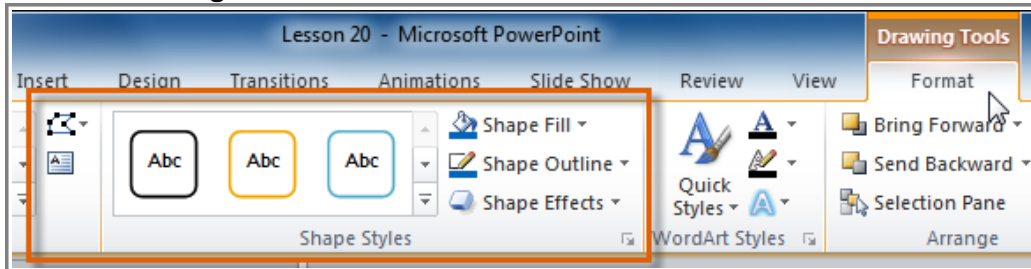 Lesson 20 - Microsoft PowerPoint
Drawing Tools
Insert Design Transitions Animations Slide Show Review View Format
Abc Abc Abc
Shape Fill
Shape Outline
Shape Effects
Shape Styles
A
Quick
Styles
A
A
WordArt Styles
Bring Forward
Send Backward
Selection Pane
Arrange